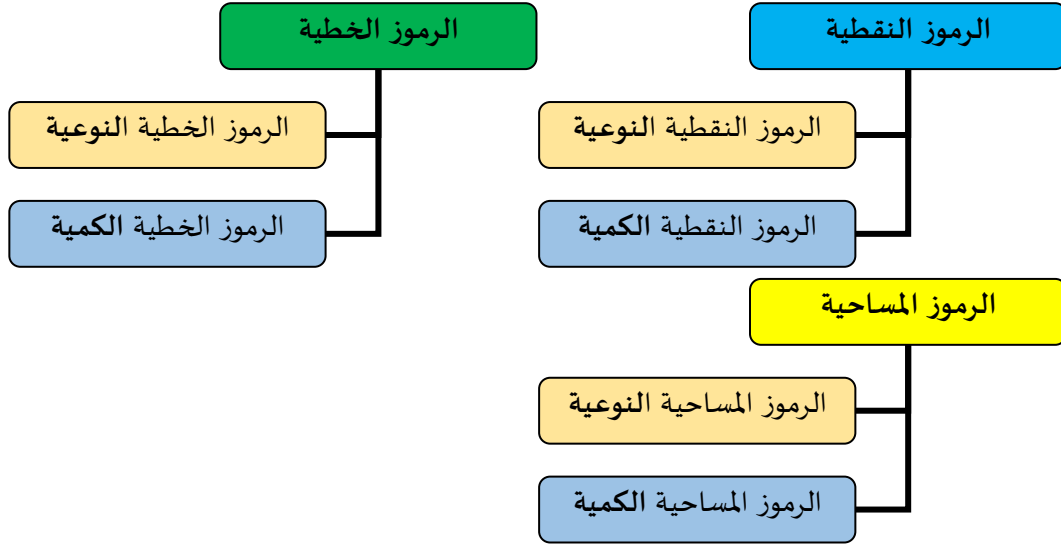 الرموز النقطية
الرموز النقطية النوعية
الرموز النقطية الكمية
الرموز الخطية
الرموز الخطية النوعية
الرموز الخطية الكمية
الرموز المساحية
الرموز المساحية النوعية
الرموز المساحية الكمية